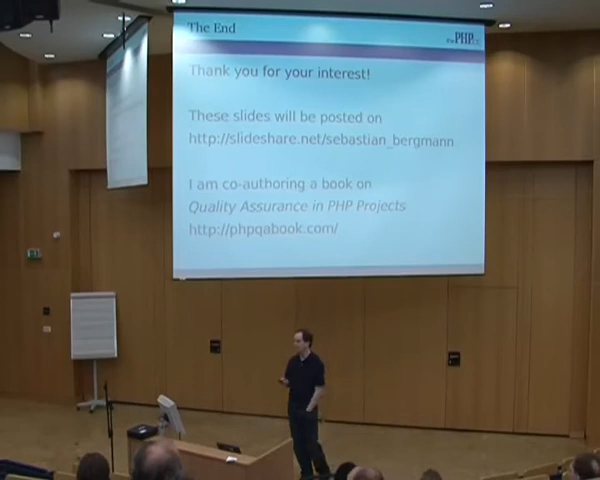 The End
thePHP.cc
Thank you for your interest!
These slides will be posted on
http://slideshare.net/sebastian_bergmann
I am co-authoring a book on
Quality Assurance in PHP Projects
http://phpqabook.com/